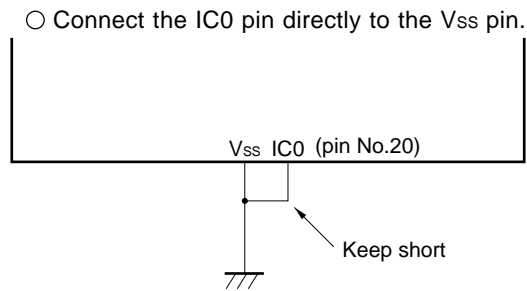 ○ Connect the IC0 pin directly to the Vss pin.
Vss IC0 (pin No.20)
Keep short